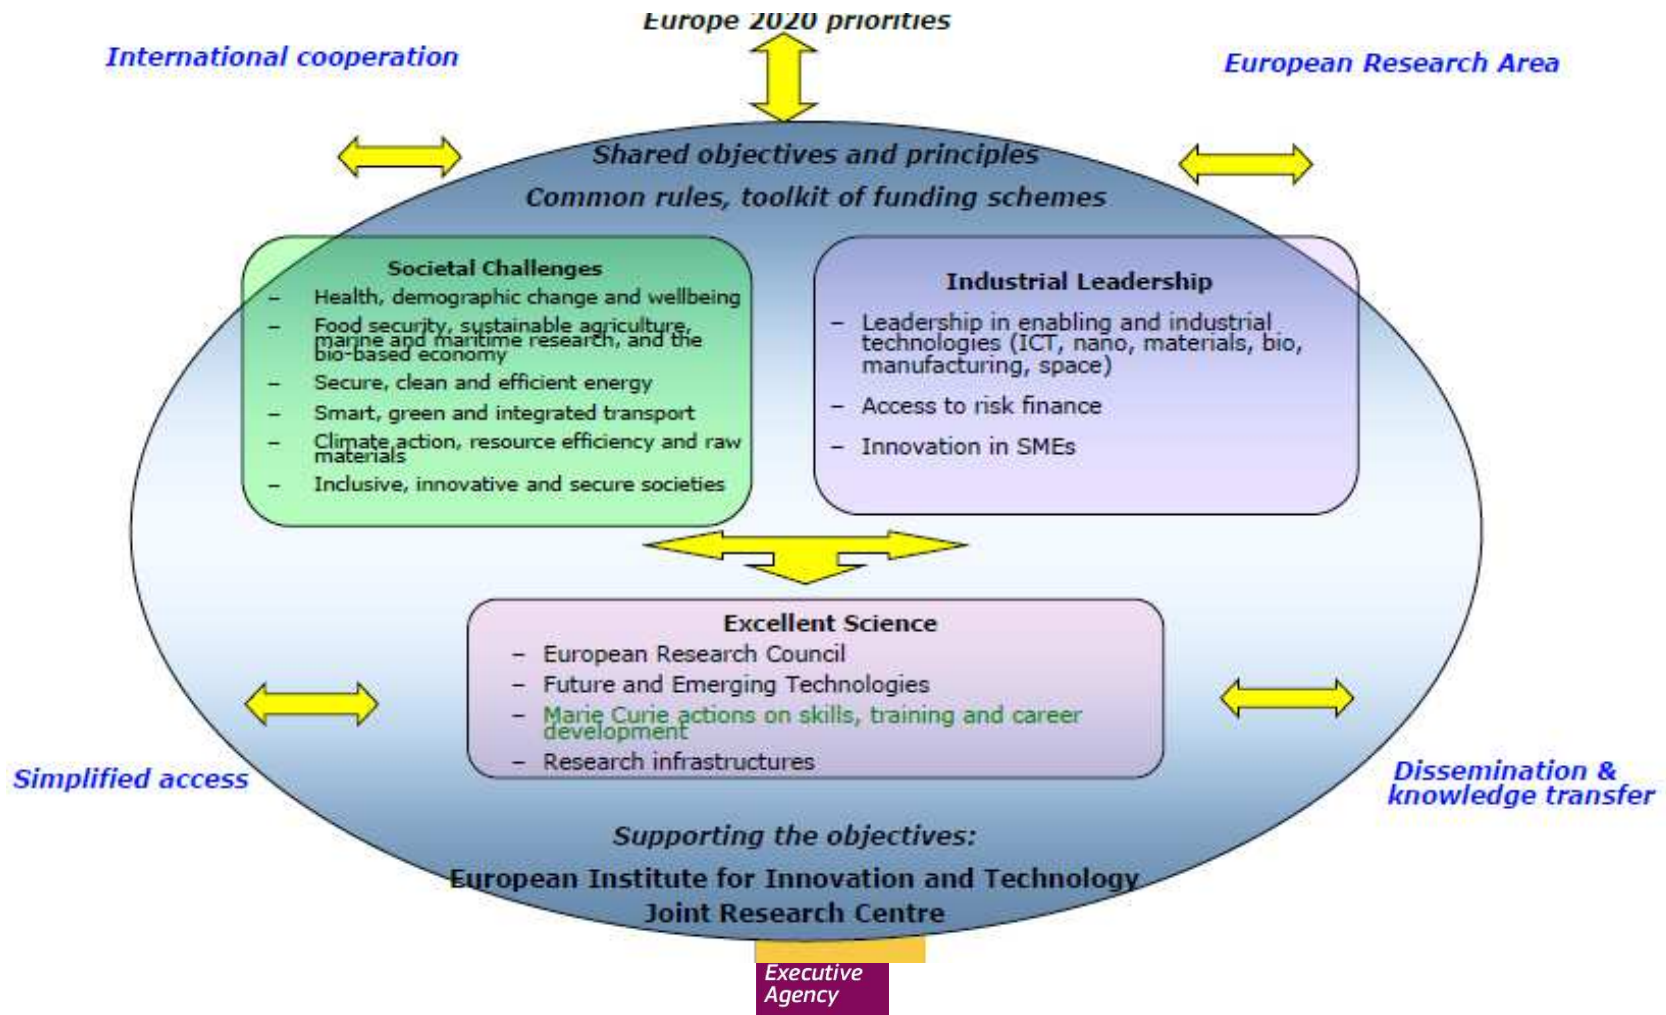 Europe 2020 priorities
International cooperation
European Research Area
Shared objectives and principles
Common rules, toolkit of funding schemes
Societal Challenges
– Health, demographic change and wellbeing
– Food security, sustainable agriculture,
marine and maritime research, and the
bio-based economy
– Secure, clean and efficient energy
– Smart, green and integrated transport
– Climate action, resource efficiency and raw
materials
– Inclusive, innovative and secure societies
Industrial Leadership
– Leadership in enabling and industrial
technologies (ICT, nano, materials, bio,
manufacturing, space)
– Access to risk finance
– Innovation in SMEs
Excellent Science
– European Research Council
– Future and Emerging Technologies
– Marie Curie actions on skills, training and career
development
– Research infrastructures
Simplified access
Dissemination &
knowledge transfer
Supporting the objectives:
European Institute for Innovation and Technology
Joint Research Centre
Executive
Agency